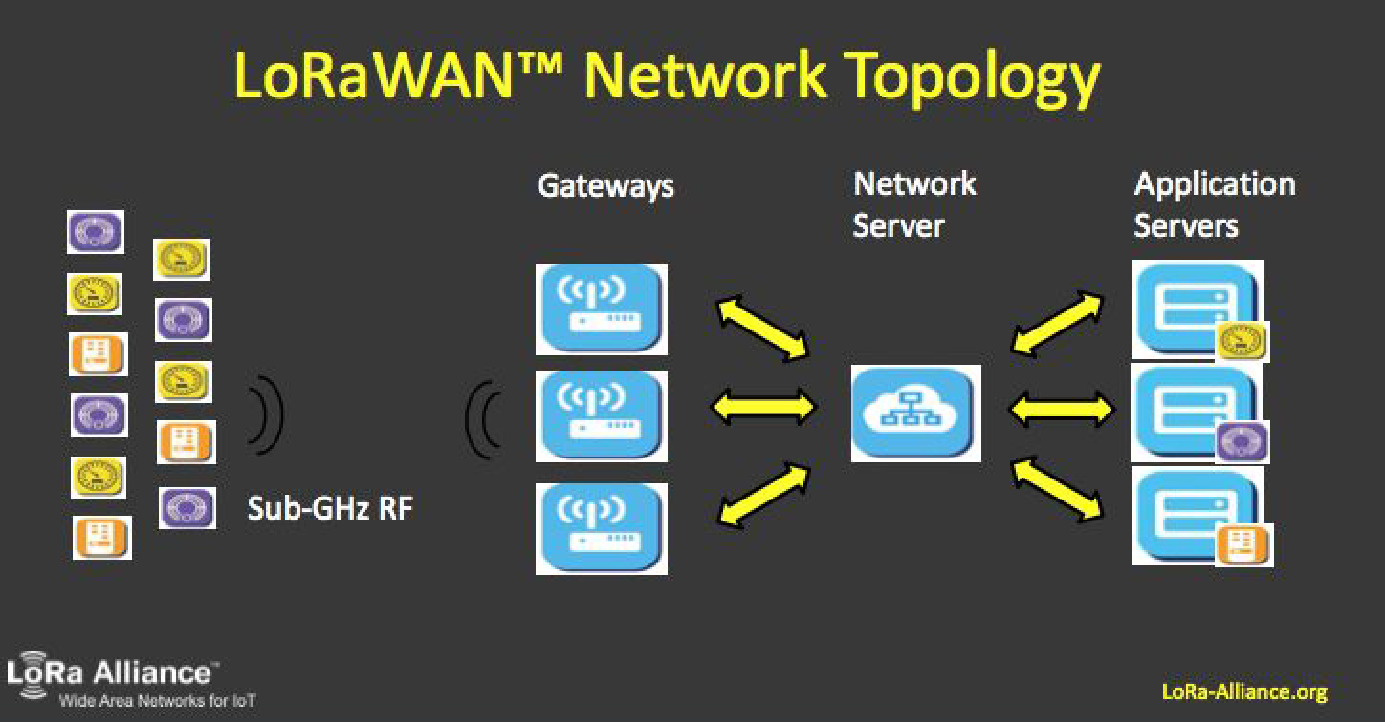 LoRaWAN™ Network Topology
Gateways
Network
Server
Application
Servers
Sub-GHz RF
LoRa Alliance™
Wide Area Networks for IoT
LoRa-Alliance.org